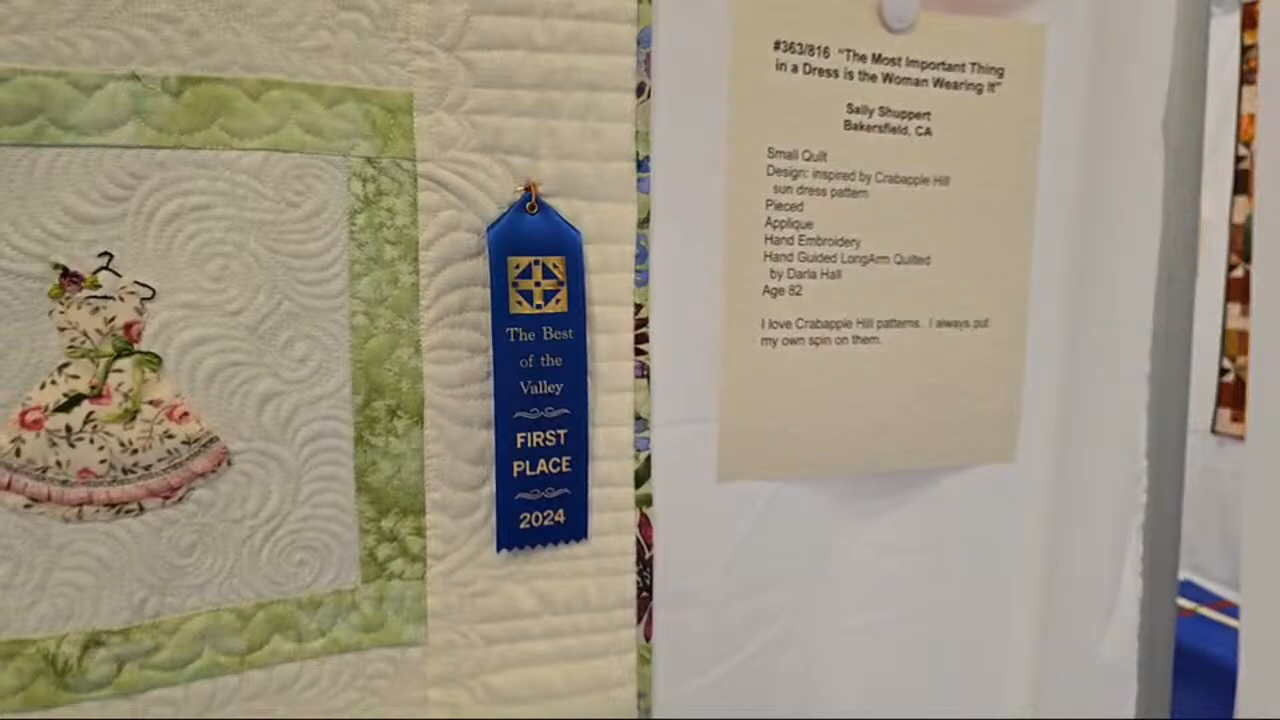 The Best
of the
Valley
FIRST
PLACE
2024
#363/816 "The Most Important Thing
in a Dress is the Woman Wearing It"
Sally Shuppert
Bakersfield, CA
Small Quilt
Design: inspired by Crabapple Hill
sun dress pattern
Pieced
Applique
Hand Embroidery
Hand Guided LongArm Quilted
by Darla Hall
Age 82
I love Crabapple Hill patterns. I always put
my own spin on them.